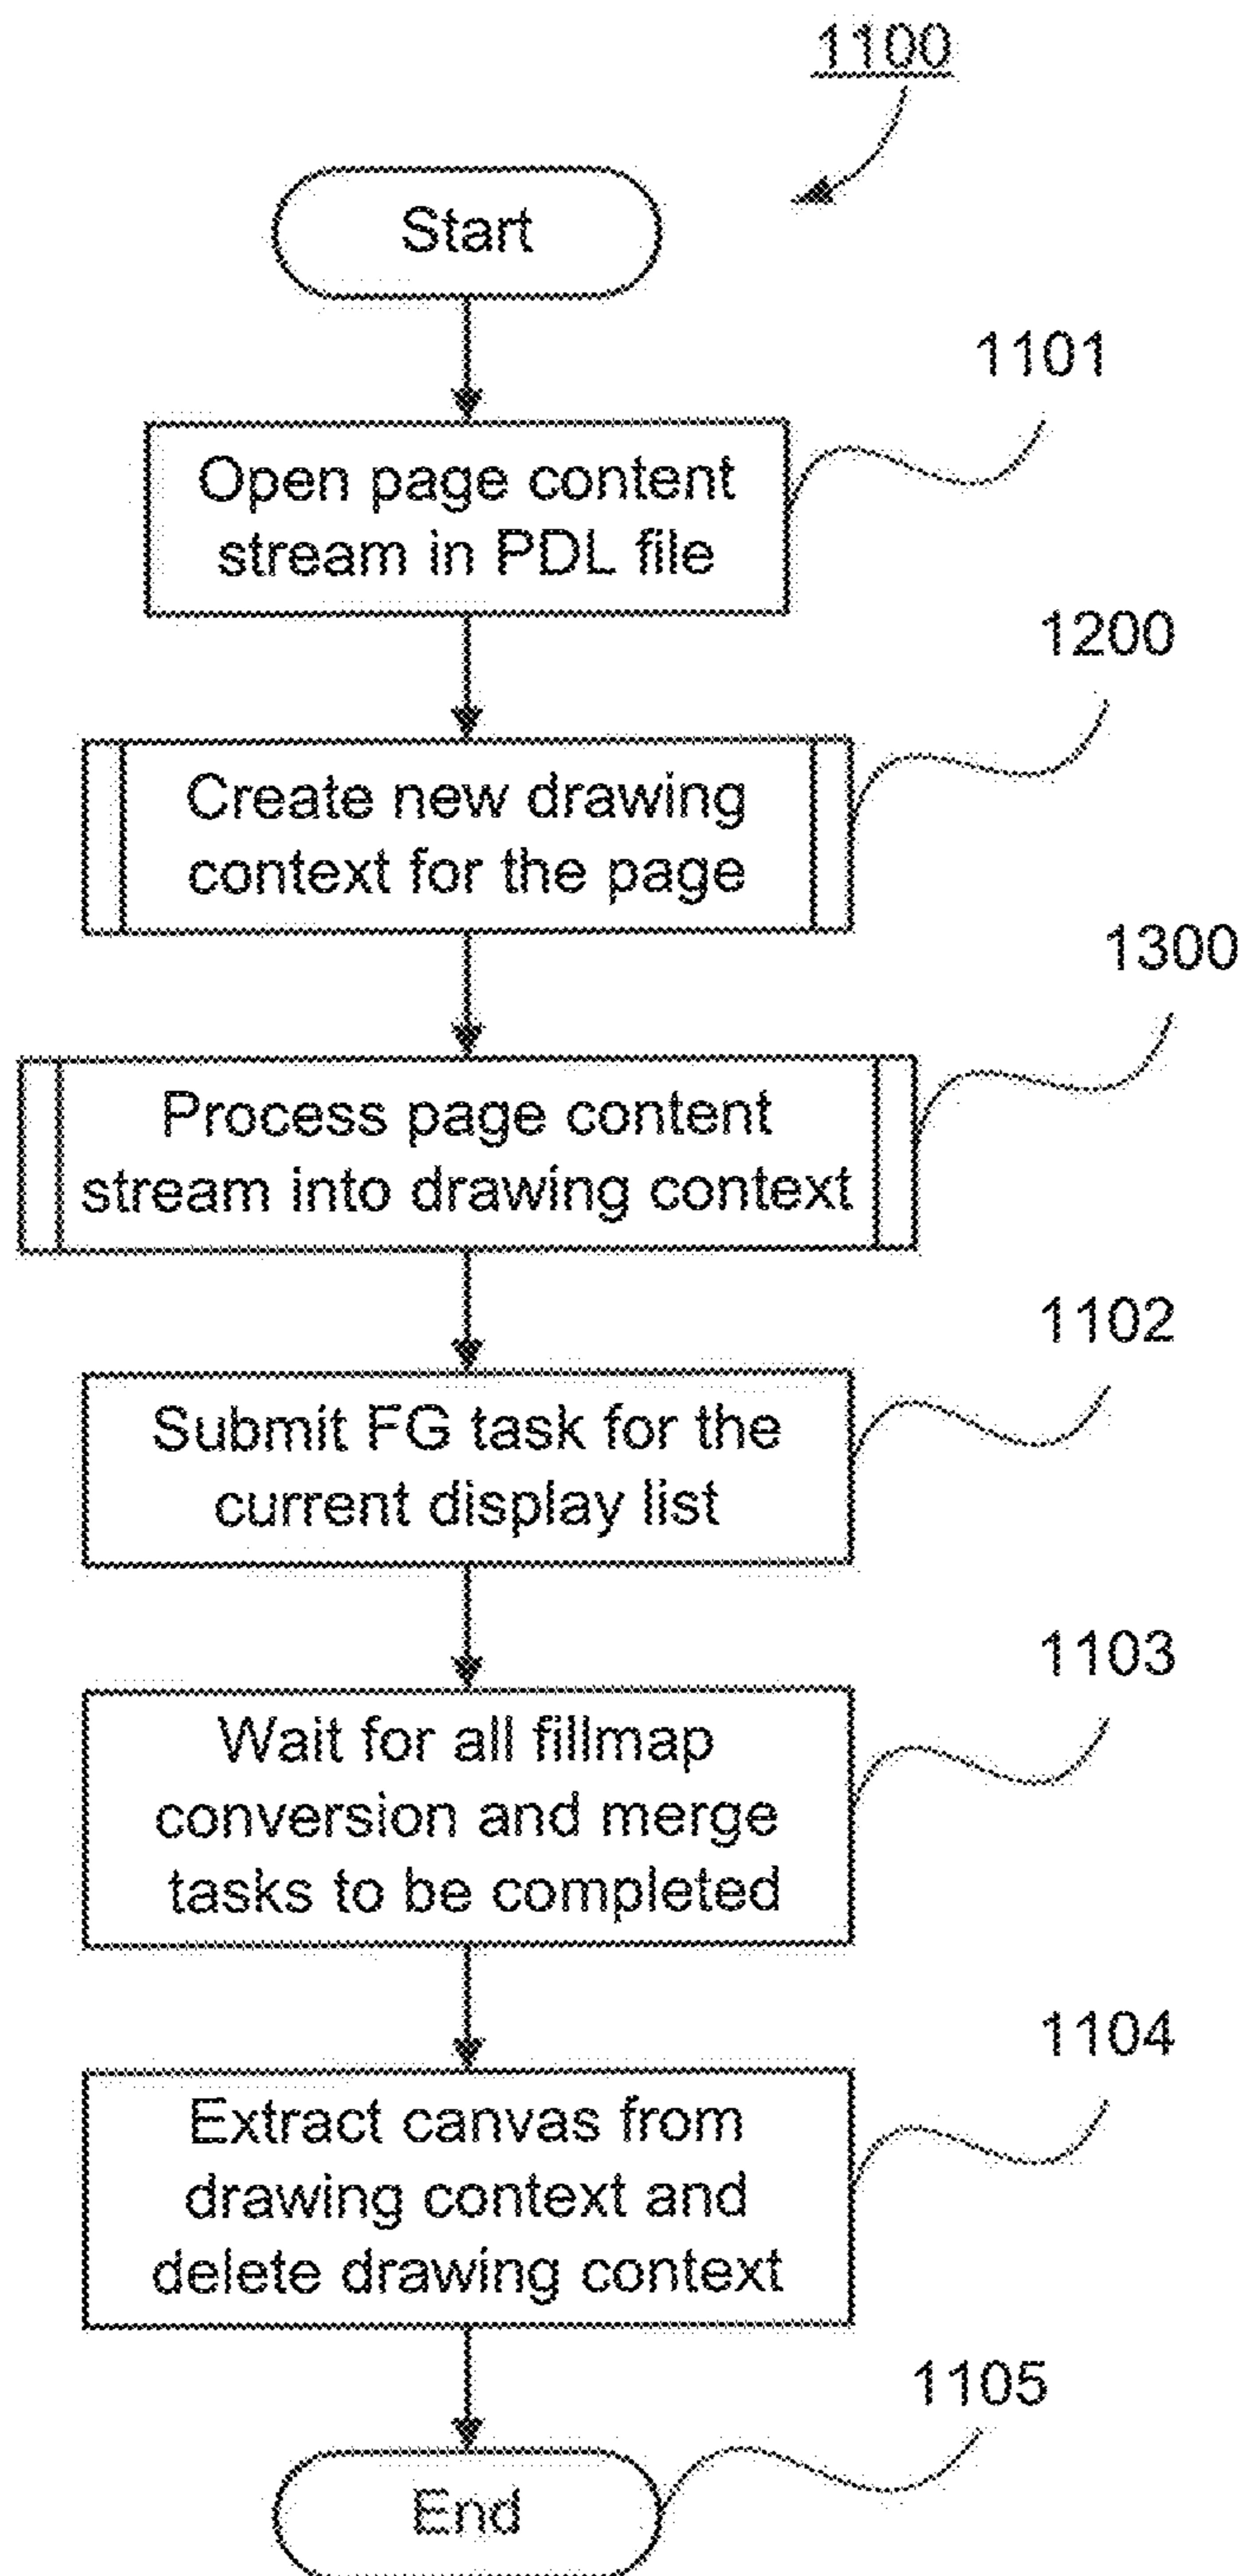 1100
Start
1101
Open page content
stream in PDL file
1200
Create new drawing
context for the page
1300
Process page content
stream into drawing context
1102
Submit FG task for the
current display list
1103
Wait for all fillmap
conversion and merge
tasks to be completed
1104
Extract canvas from
drawing context and
delete drawing context
1105
End